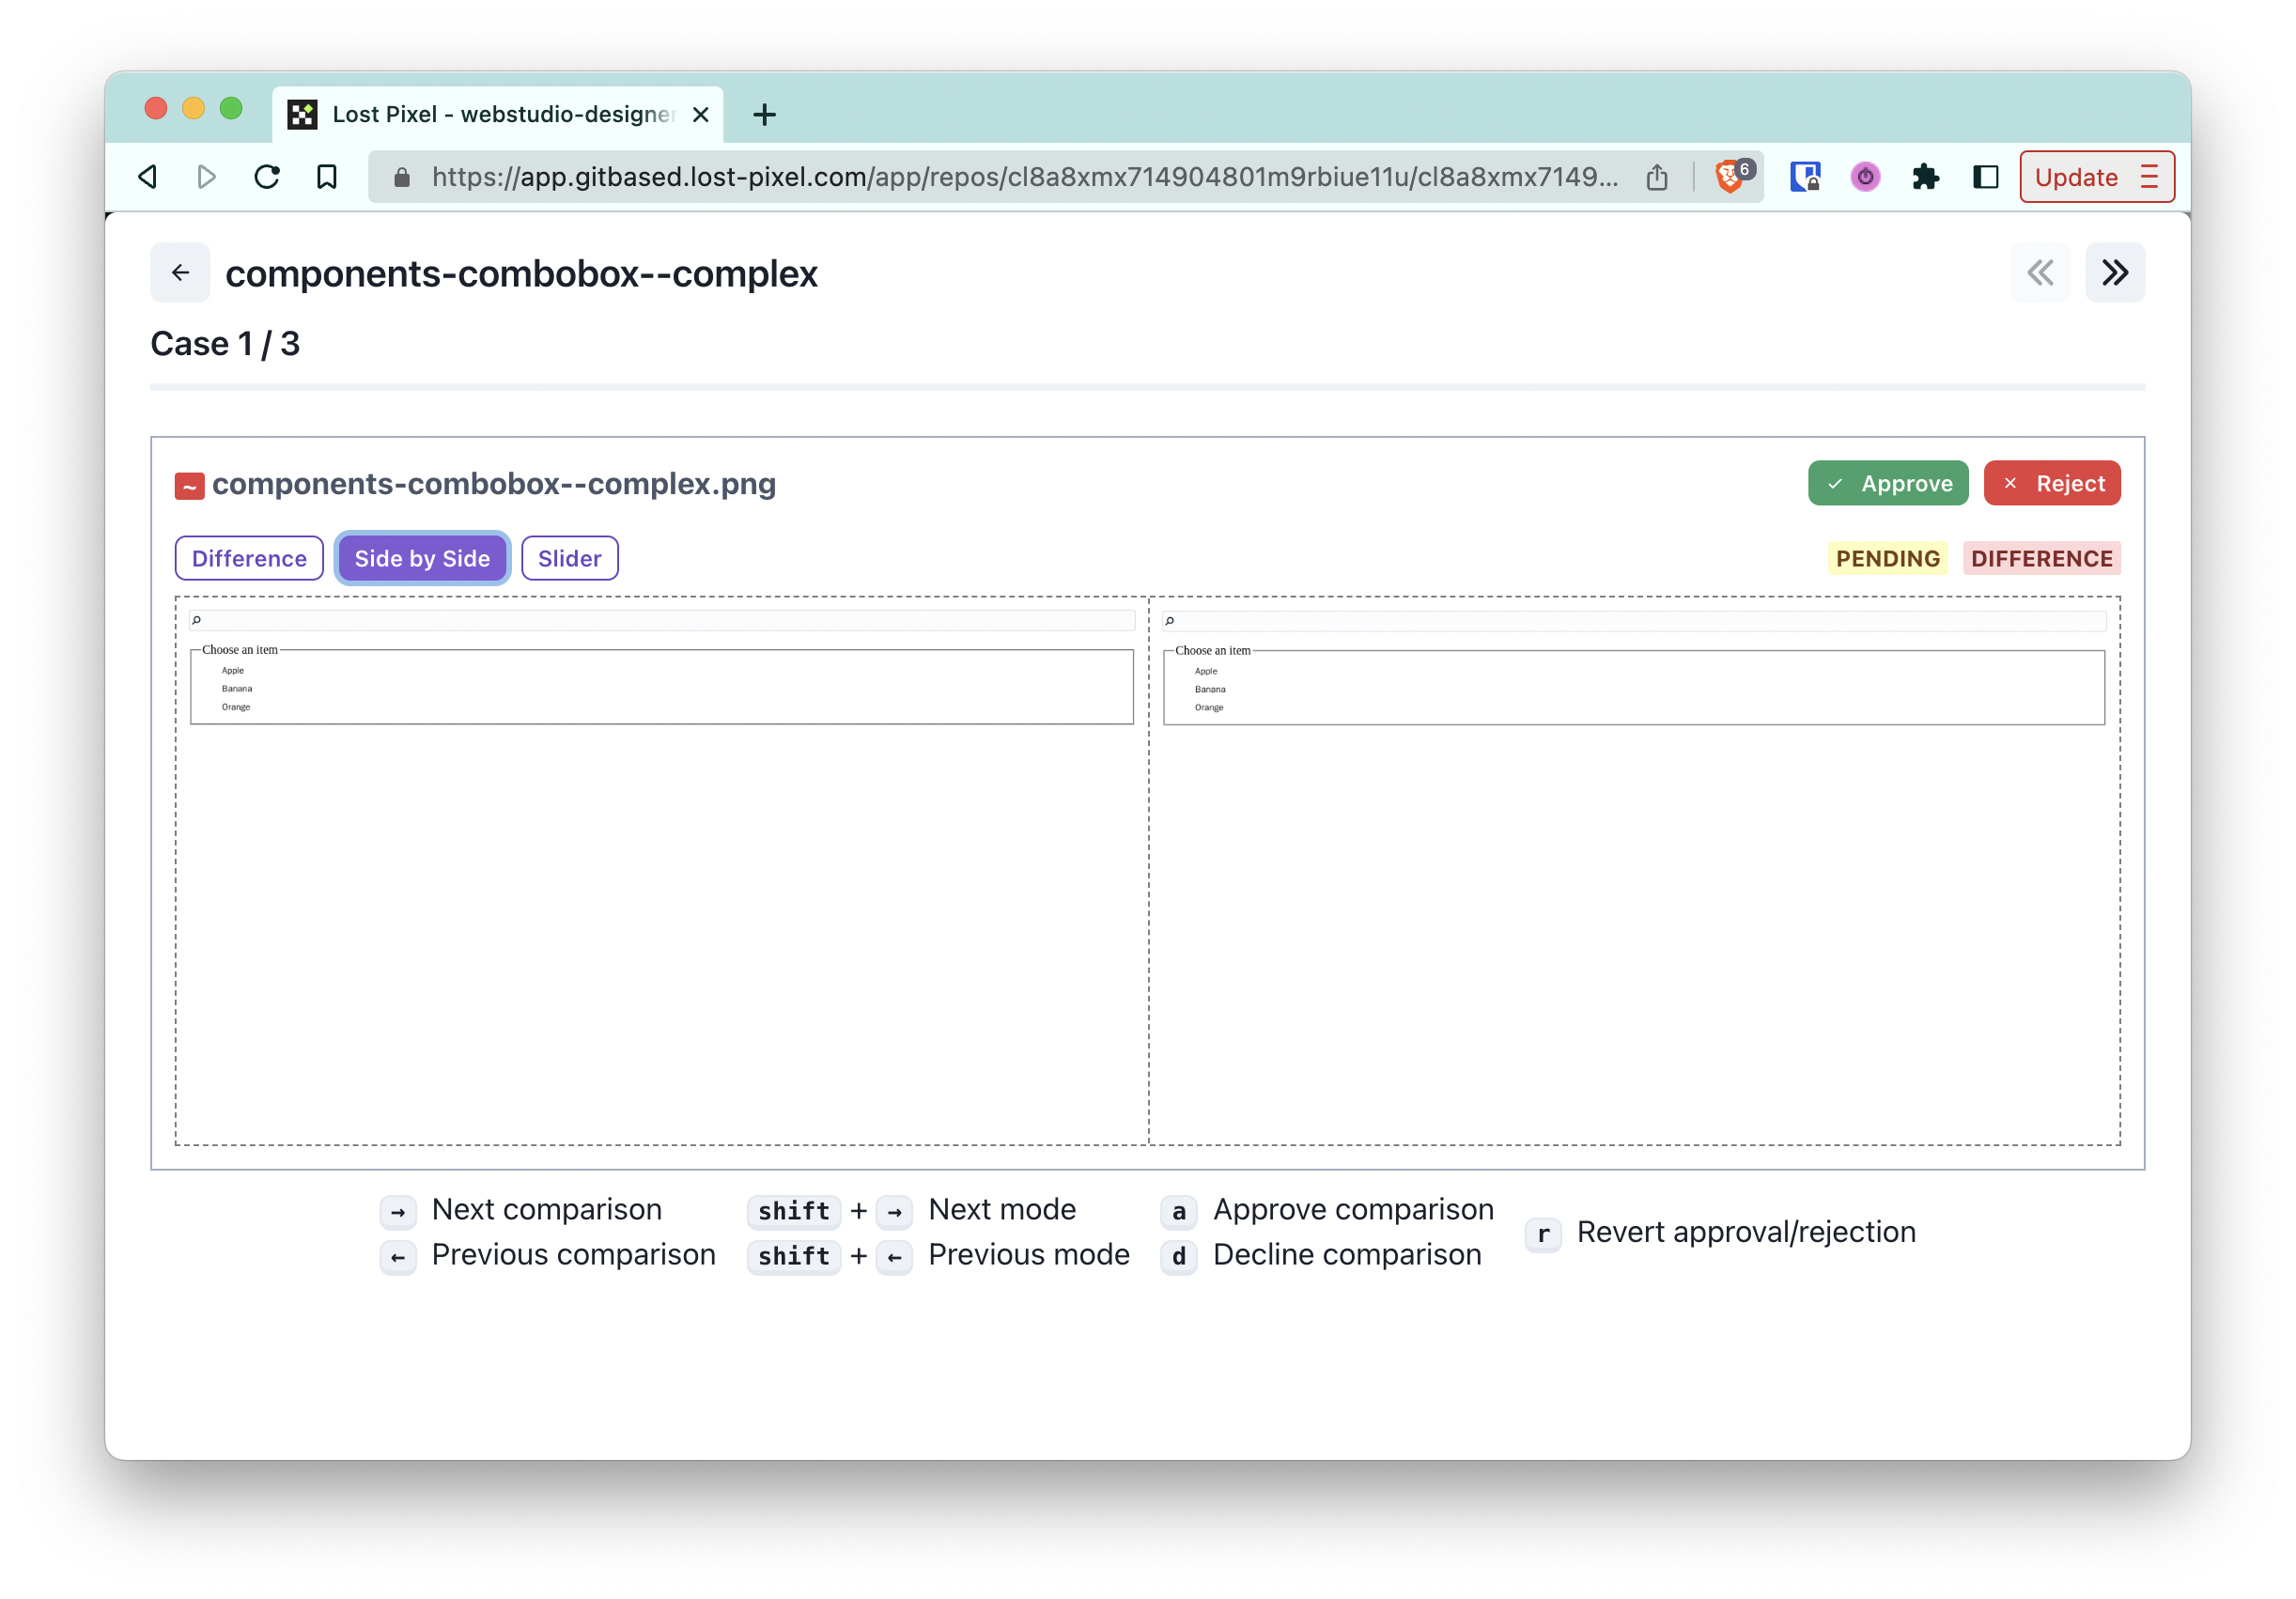 Lost Pixel - webstudio-designer
https://app.gitbased.lost-pixel.com/app/repos/cl8a8xmx714904801m9rbiue11u/cl8a8xmx7149...
6
Update
components-combobox--complex
Case 1 / 3
~ components-combobox--complex.png
Approve
Reject
Difference
Side by Side
Slider
PENDING
DIFFERENCE
Choose an item
Apple
Banana
Orange
Choose an item
Apple
Banana
Orange
→ Next comparison
← Previous comparison
shift + → Next mode
shift + ← Previous mode
a Approve comparison
d Decline comparison
r Revert approval/rejection